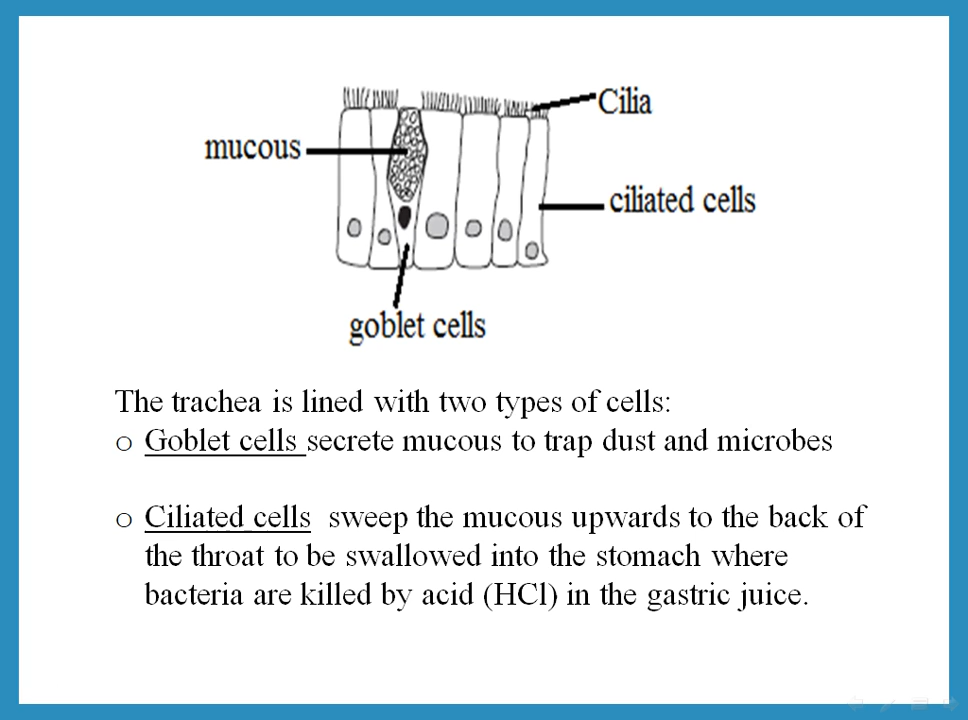 Cilia
mucous
ciliated cells
goblet cells
The trachea is lined with two types of cells:
o Goblet cells secrete mucous to trap dust and microbes
o Ciliated cells sweep the mucous upwards to the back of
the throat to be swallowed into the stomach where
bacteria are killed by acid (HCl) in the gastric juice.